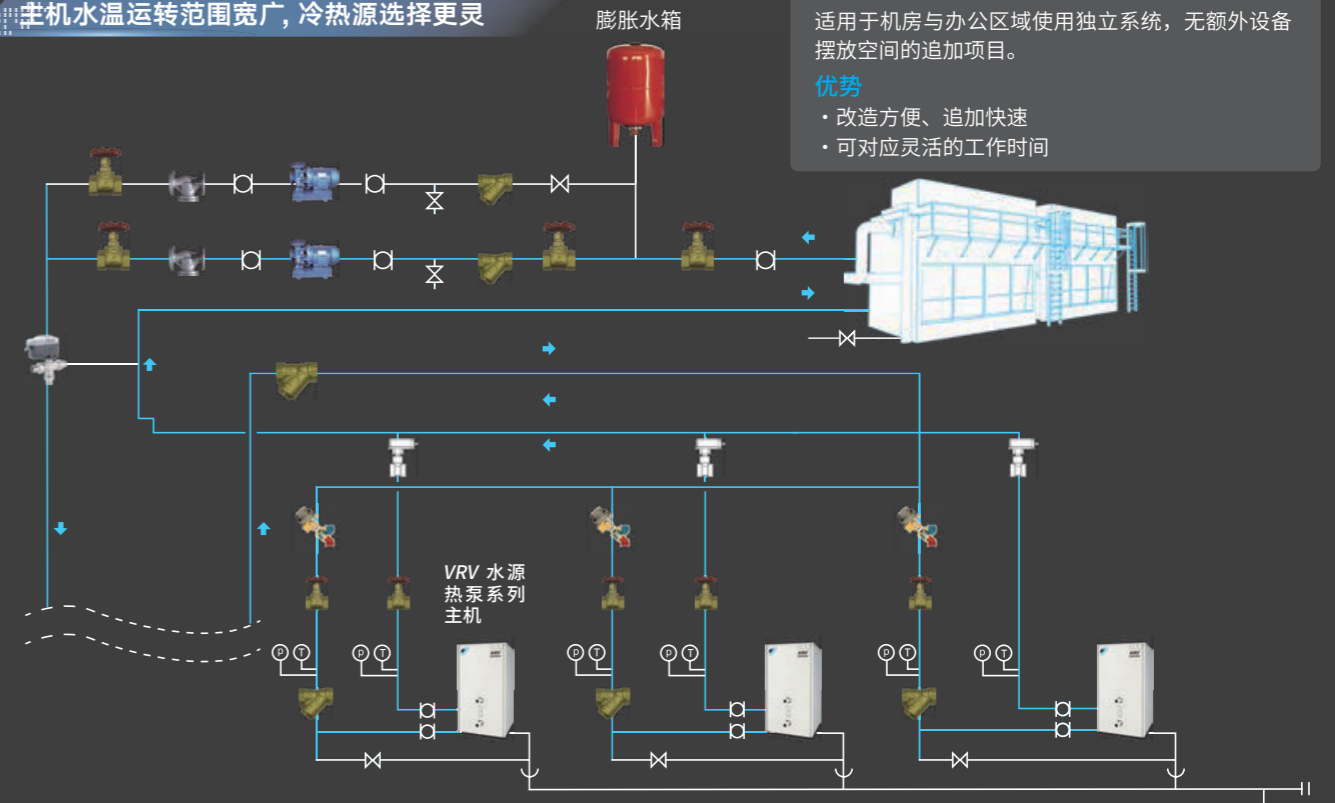 主机水温运转范围宽广, 冷热源选择更灵
膨胀水箱
适用于机房与办公区域使用独立系统，无额外设备
摆放空间的追加项目。
优势
・改造方便、追加快速
・可对应灵活的工作时间
VRV 水源
热泵系列
主机
P T P T P T P T P T P T